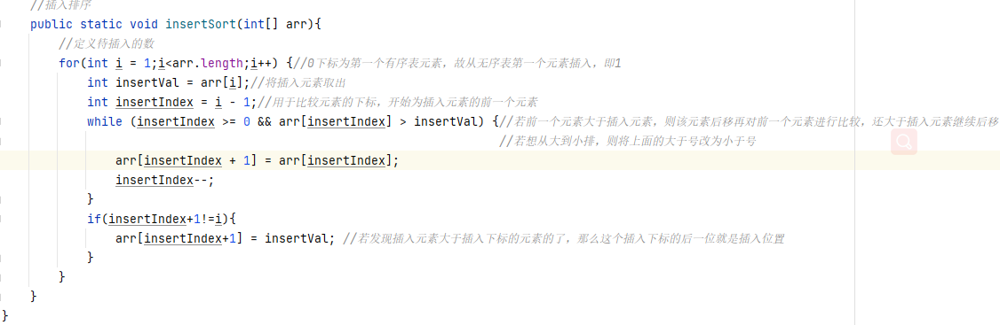 //插入排序
public static void insertSort(int[] arr){
//定义待插入的数
for(int i = 1;i<arr.length;i++) {//0下标为第一个有序表元素，故从无序表第一个元素插入，即1
int insertVal = arr[i];//将插入元素取出
int insertIndex = i - 1;//用于比较元素的下标，开始为插入元素的前一个元素
while (insertIndex >= 0 && arr[insertIndex] > insertVal) {//若前一个元素大于插入元素，则该元素后移再对前一个元素进行比较，还大于插入元素继续后移
//若想从大到小排，则将上面的大于号改为小于号
arr[insertIndex + 1] = arr[insertIndex];
insertIndex--;
}
if(insertIndex+1!=i){
arr[insertIndex+1] = insertVal; //若发现插入元素大于插入下标的元素的了，那么这个插入下标的后一位就是插入位置
}
}
}
}